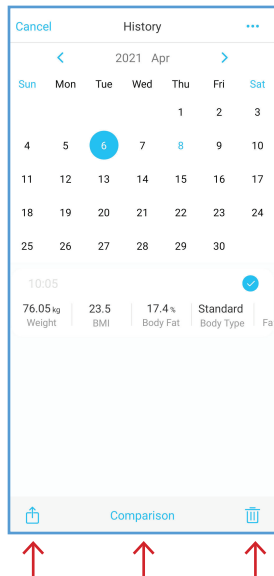 Cancel History •••
< 2021 Apr >
Sun Mon Tue Wed Thu Fri Sat
1 2 3
4 5 6 7 8 9 10
11 12 13 14 15 16 17
18 19 20 21 22 23 24
25 26 27 28 29 30
10:05
76.05 kg 23.5 17.4 % Standard
Weight BMI Body Fat Body Type Fa
Comparison